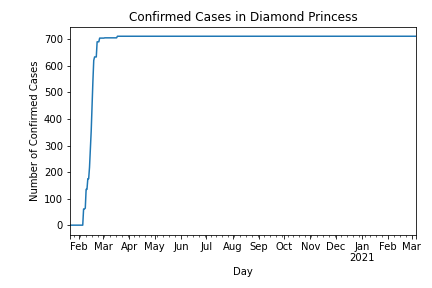 Confirmed Cases in Diamond Princess
Number of Confirmed Cases
700
600
500
400
300
200
100
0
Feb Mar Apr May Jun Jul Aug Sep Oct Nov Dec Jan Feb Mar
2021
Day